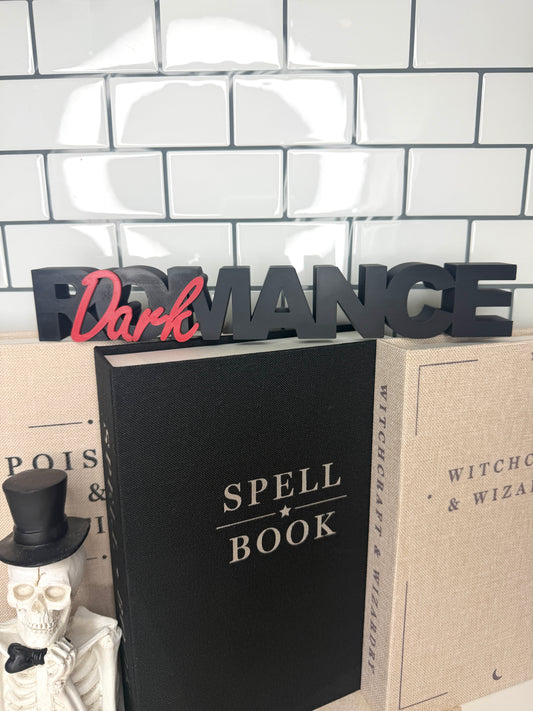 Dark
ROMANCE
POIS
&
SPELL
BOOK
WITCHCRAFT & WIZARDRY
WITCHC
& WIZAR